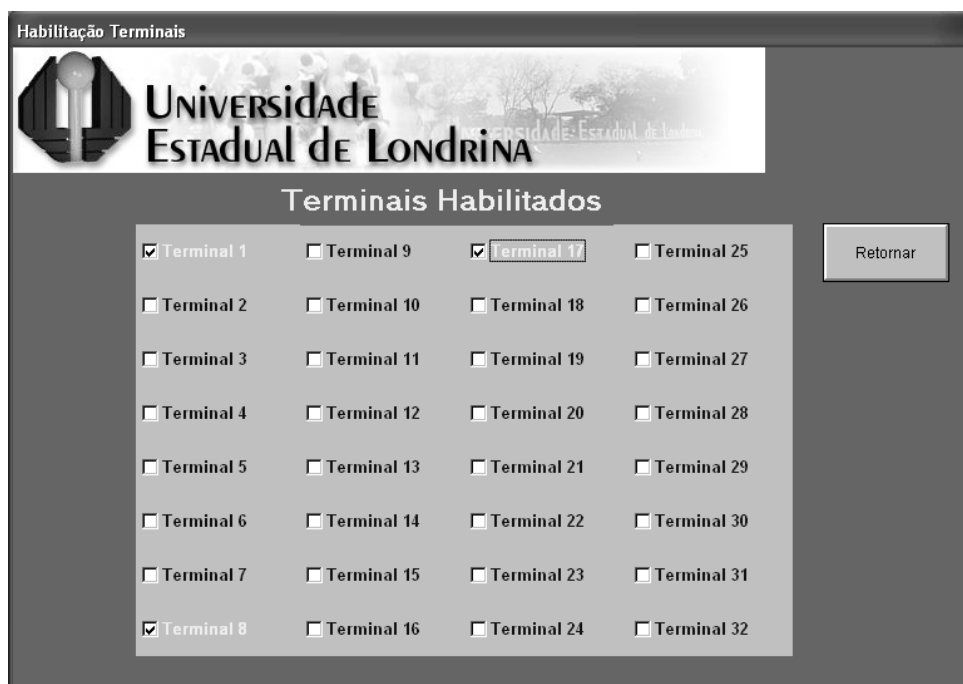 Habilitação Terminais
Universidade
Estadual de Londrina
Terminais Habilitados
Terminal 1 Terminal 9 Terminal 17 Terminal 25
Retornar
Terminal 2 Terminal 10 Terminal 18 Terminal 26
Terminal 3 Terminal 11 Terminal 19 Terminal 27
Terminal 4 Terminal 12 Terminal 20 Terminal 28
Terminal 5 Terminal 13 Terminal 21 Terminal 29
Terminal 6 Terminal 14 Terminal 22 Terminal 30
Terminal 7 Terminal 15 Terminal 23 Terminal 31
Terminal 8 Terminal 16 Terminal 24 Terminal 32